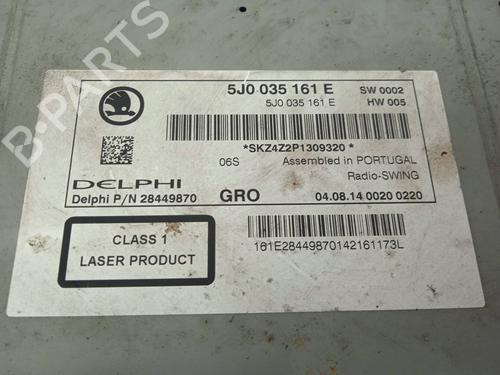 5J0 035 161 E SW 0002
5J0 035 161 E HW 005
*SKZ4Z2P1309320*
06S Assembled in PORTUGAL
Radio-SWING
DELPHI
Delphi P/N 28449870 GRO 04.08.14 0020 0220
CLASS 1
LASER PRODUCT
161E28449870142161173L
B-PARTS